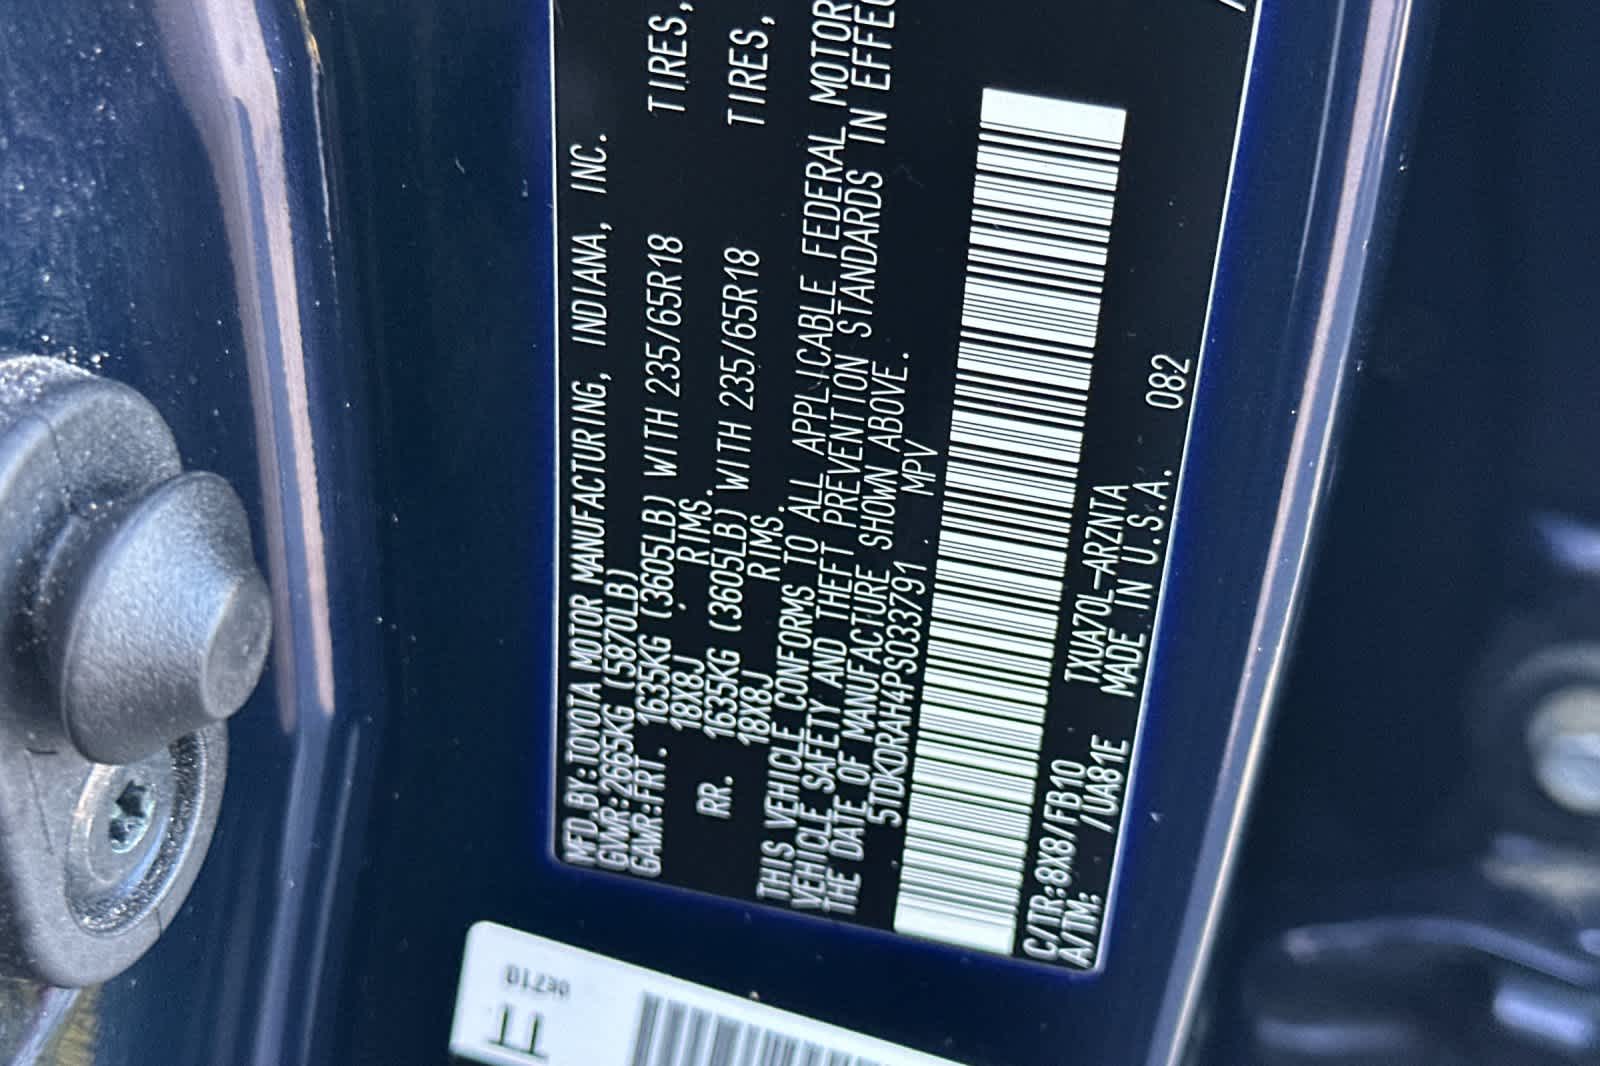 MFD.BY:TOYOTA MOTOR MANUFACTURING, INDIANA, INC.
GVWR:2665KG (5870LB)
GAWR:FRT. 1635KG (3605LB) WITH 235/65R18 TIRES,
18X8J RIMS.
RR. 1635KG (3605LB) WITH 235/65R18 TIRES,
18X8J RIMS.
THIS VEHICLE CONFORMS TO ALL APPLICABLE FEDERAL MOTOR
VEHICLE SAFETY AND THEFT PREVENTION STANDARDS IN EFFEC
THE DATE OF MANUFACTURE SHOWN ABOVE.
5TDKDRAH4PS033791 MPV
C/TR:8X8/FB10 TXUA70L-ARZNTA
A/TM: /UA81E MADE IN U.S.A. 082